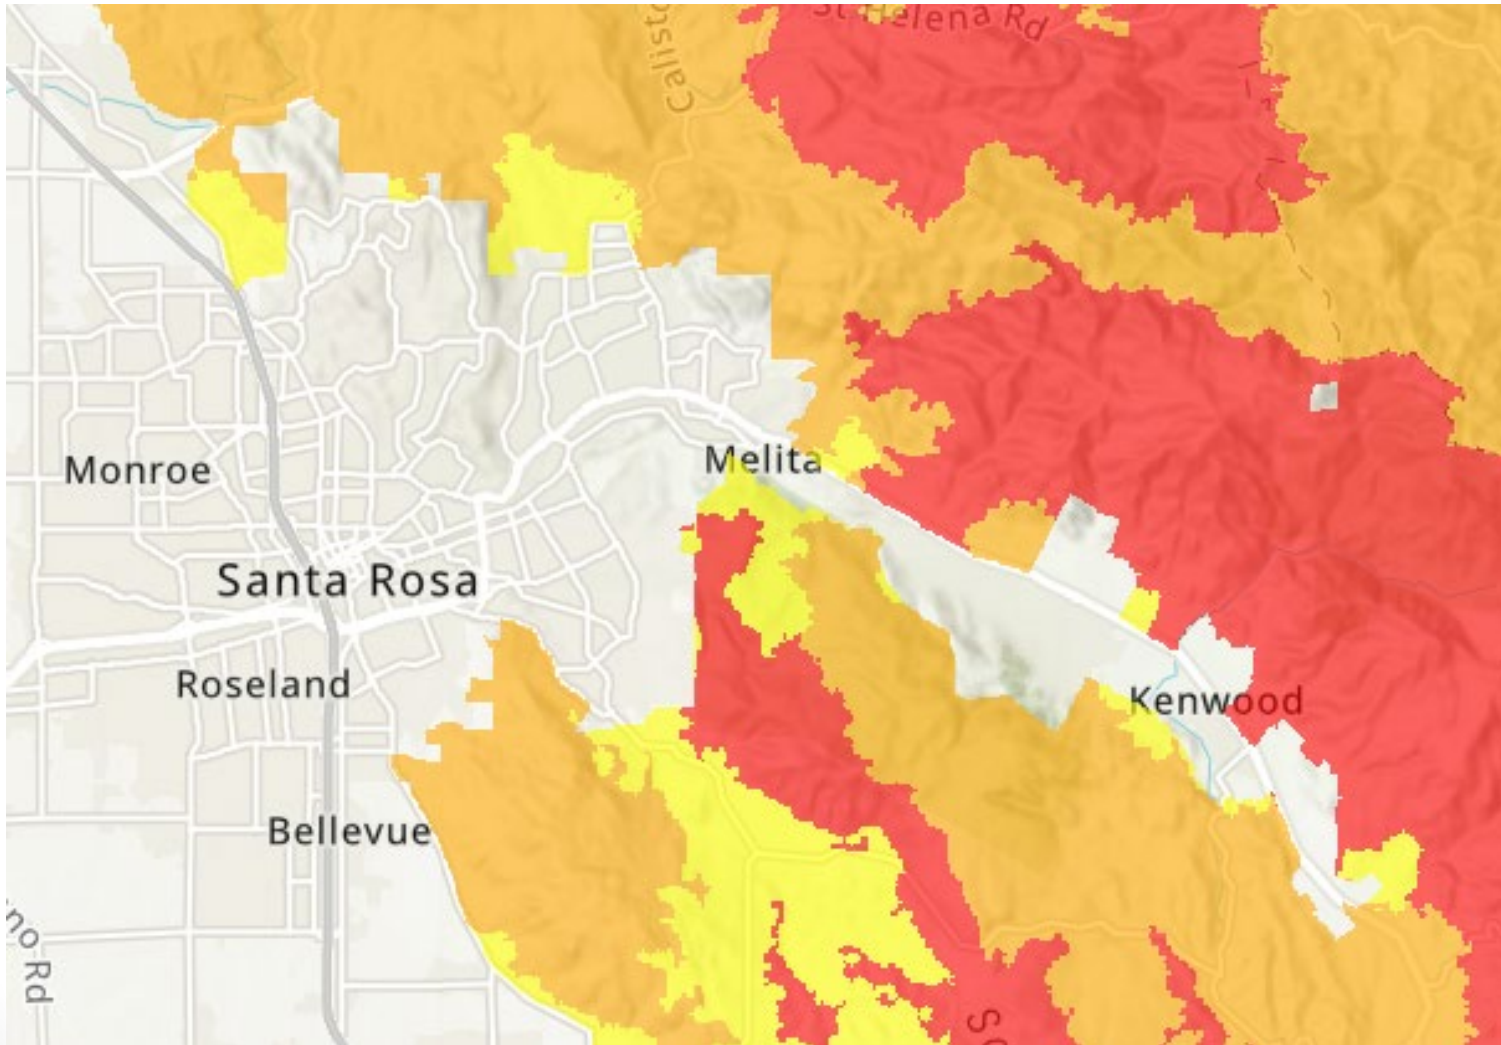 St Helena Rd
Calisto
Melita
Monroe
Santa Rosa
Roseland
Kenwood
Bellevue
no Rd
So